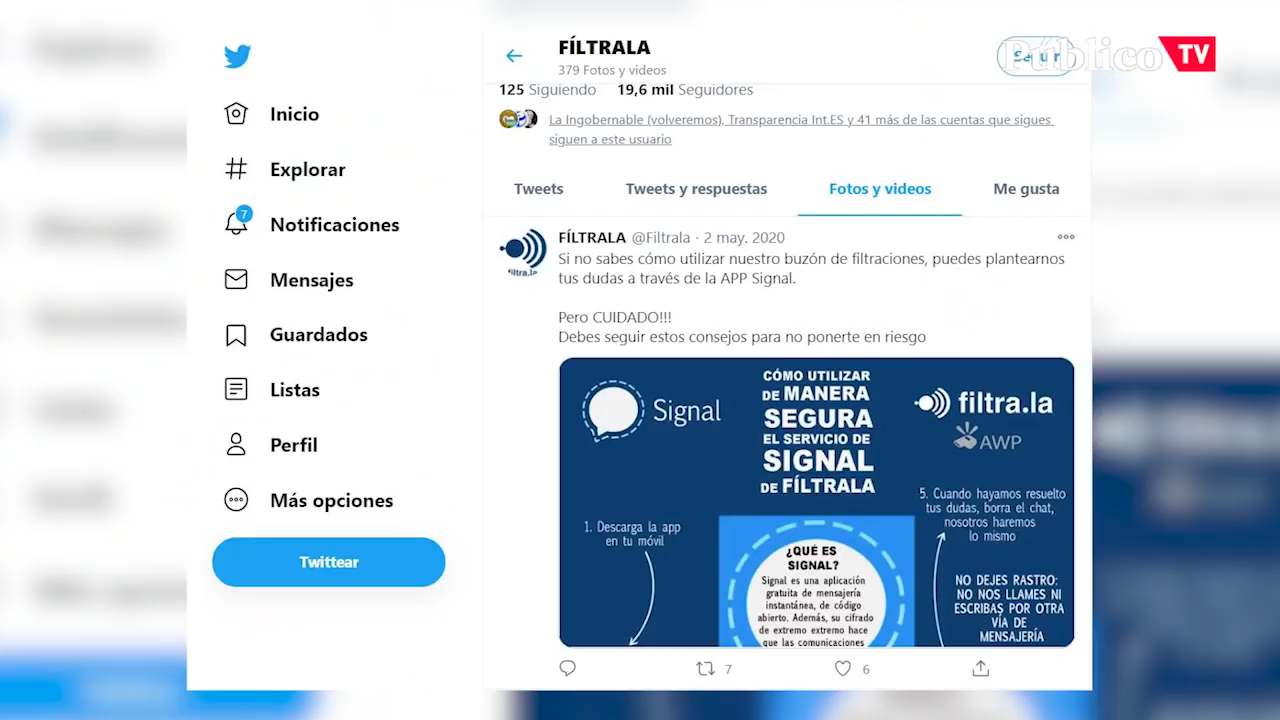 FÍLTRALA
379 Fotos y videos
Público TV
125 Siguiendo 19,6 mil Seguidores
La Ingobernable (volveremos), Transparencia Int.ES y 41 más de las cuentas que sigues
siguen a este usuario
Tweets Tweets y respuestas Fotos y videos Me gusta
Inicio
Explorar
7
Notificaciones
Mensajes
Guardados
Listas
Perfil
Más opciones
Twittear
FÍLTRALA @Filtrala · 2 may. 2020
filtra.la
Si no sabes cómo utilizar nuestro buzón de filtraciones, puedes plantearnos
tus dudas a través de la APP Signal.
Pero CUIDADO!!!
Debes seguir estos consejos para no ponerte en riesgo
Signal
CÓMO UTILIZAR
DE MANERA
SEGURA
EL SERVICIO DE
SIGNAL
DE FÍLTRALA
filtra.la
AWP
1. Descarga la app
en tu móvil
¿QUÉ ES
SIGNAL?
Signal es una aplicación
gratuita de mensajería
instantánea, de código
abierto. Además, su cifrado
de extremo extremo hace
que las comunicaciones
5. Cuando hayamos resuelto
tus dudas, borra el chat,
nosotros haremos
lo mismo
NO DEJES RASTRO:
NO NOS LLAMES NI
ESCRIBAS POR OTRA
VÍA DE
MENSAJERÍA
7 6